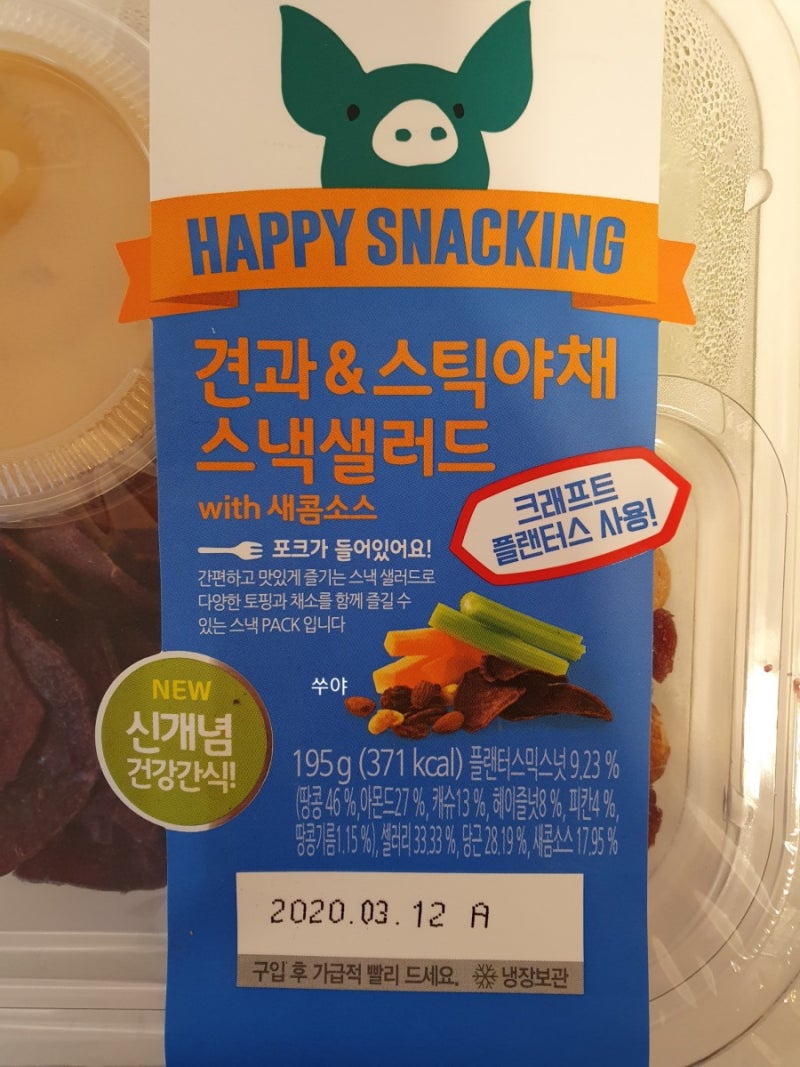 HAPPY SNACKING
견과&스틱야채
스낵샐러드
with 새콤소스
크래프트
플랜터스 사용!
포크가 들어있어요!
간편하고 맛있게 즐기는 스낵 샐러드로
다양한 토핑과 채소를 함께 즐길 수
있는 스낵 PACK 입니다
쑤야
NEW
신개념
건강간식!
195g (371 kcal) 플랜터스믹스넛 9.23 %
(땅콩 46 %, 아몬드27 %, 캐슈13 %, 헤이즐넛8 %, 피칸4 %,
땅콩기름1.15 %), 셀러리 33.33 %, 당근 28.19 %, 새콤소스 17.95 %
2020.03.12 A
구입 후 가급적 빨리 드세요. 냉장보관